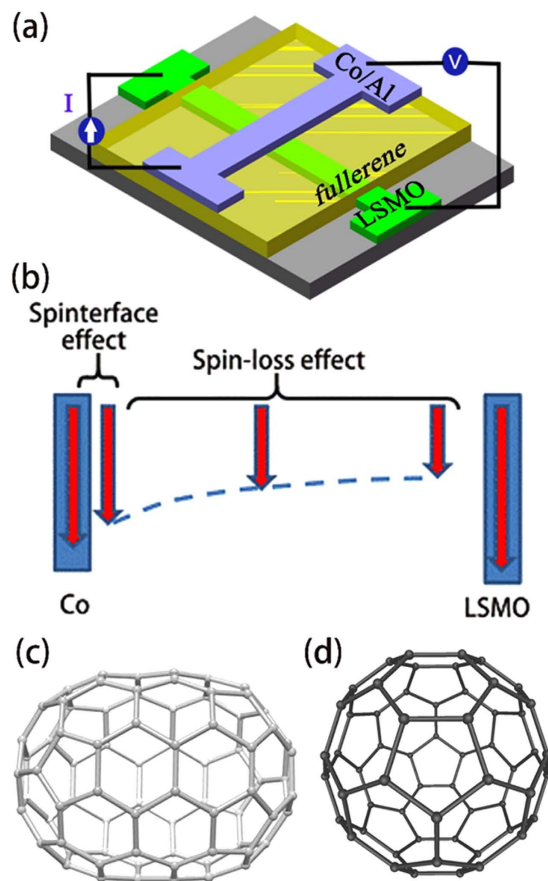 (a)
Co/Al
V
I
fullerene
LSMO
(b)
Spinterface
effect
Spin-loss effect
Co
LSMO
(c)
(d)